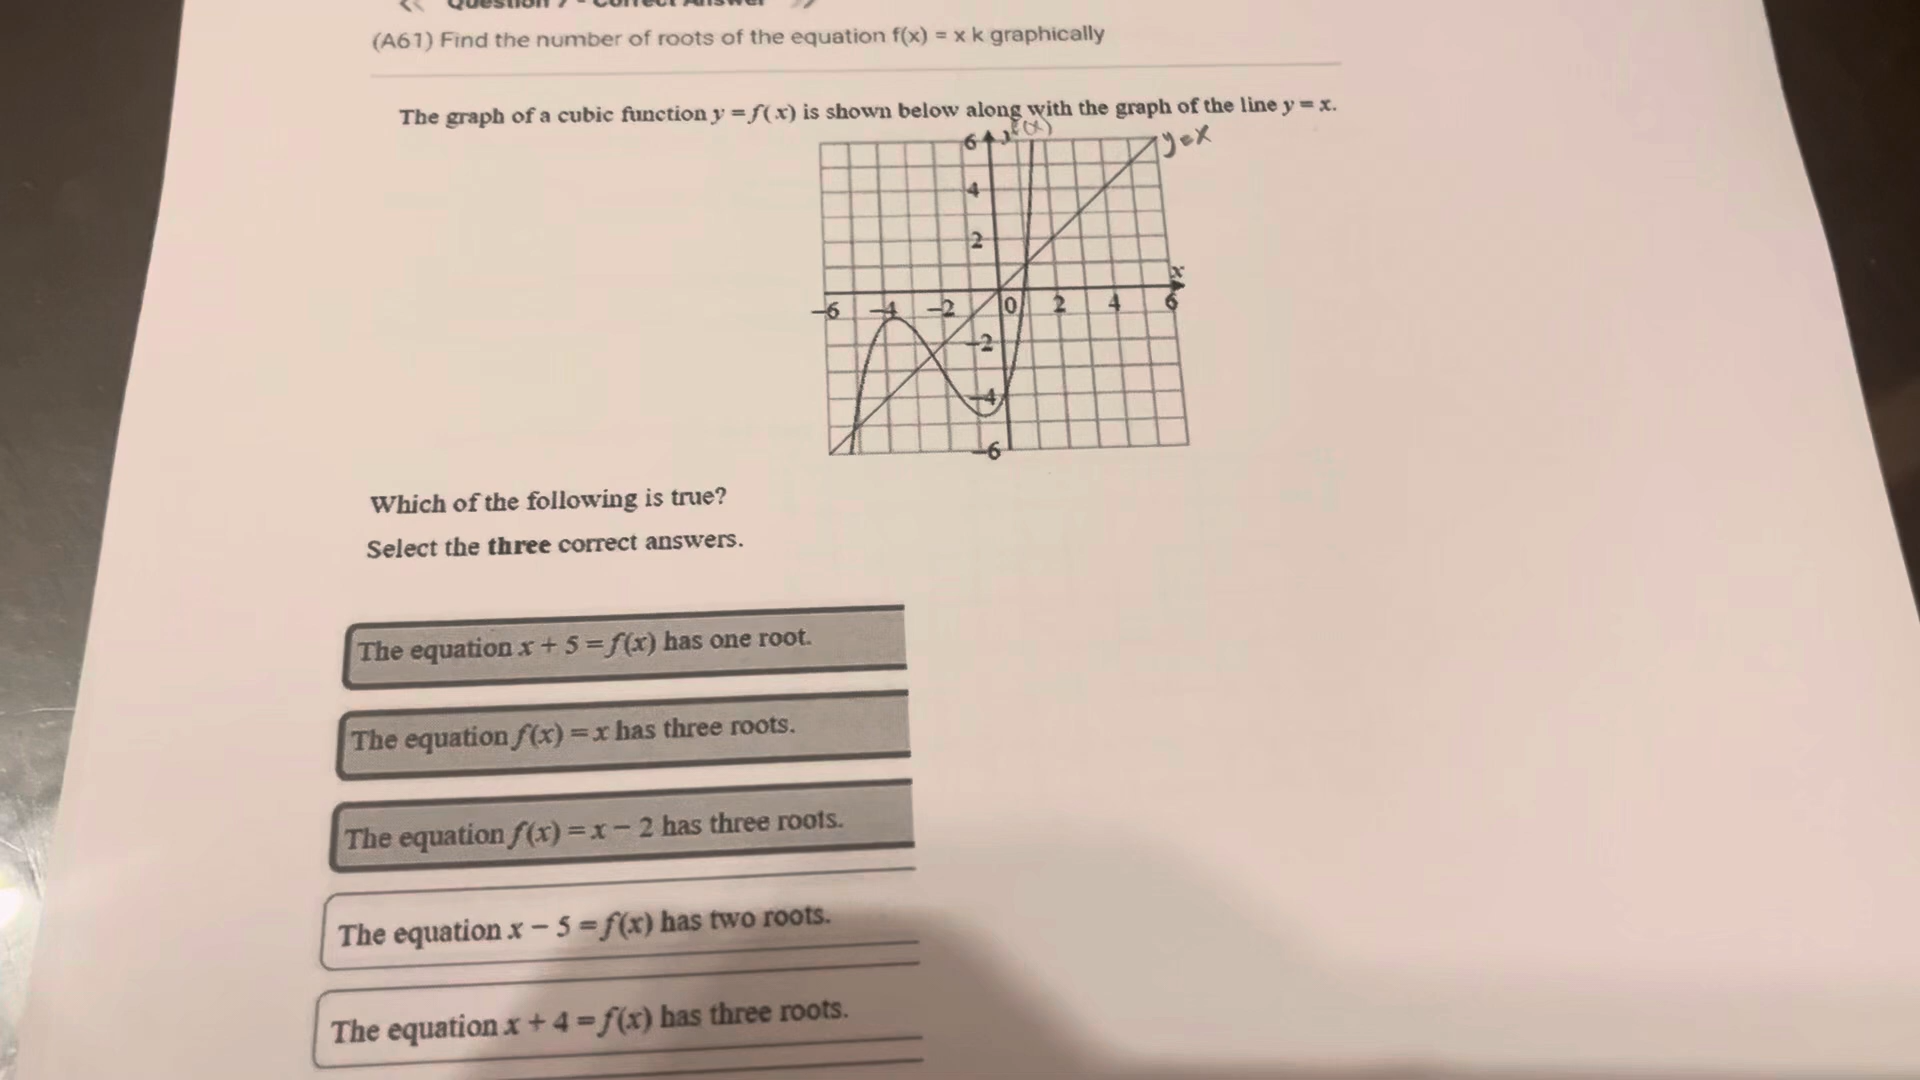 Question 7 - Correct Answer
(A61) Find the number of roots of the equation f(x) = x k graphically
The graph of a cubic function y = f(x) is shown below along with the graph of the line y = x.
f(x)
y=x
6
4
2
x
-6 -4 -2 0 2 4 6
-2
-4
-6
Which of the following is true?
Select the three correct answers.
The equation x + 5 = f(x) has one root.
The equation f(x) = x has three roots.
The equation f(x) = x - 2 has three roots.
The equation x - 5 = f(x) has two roots.
The equation x + 4 = f(x) has three roots.